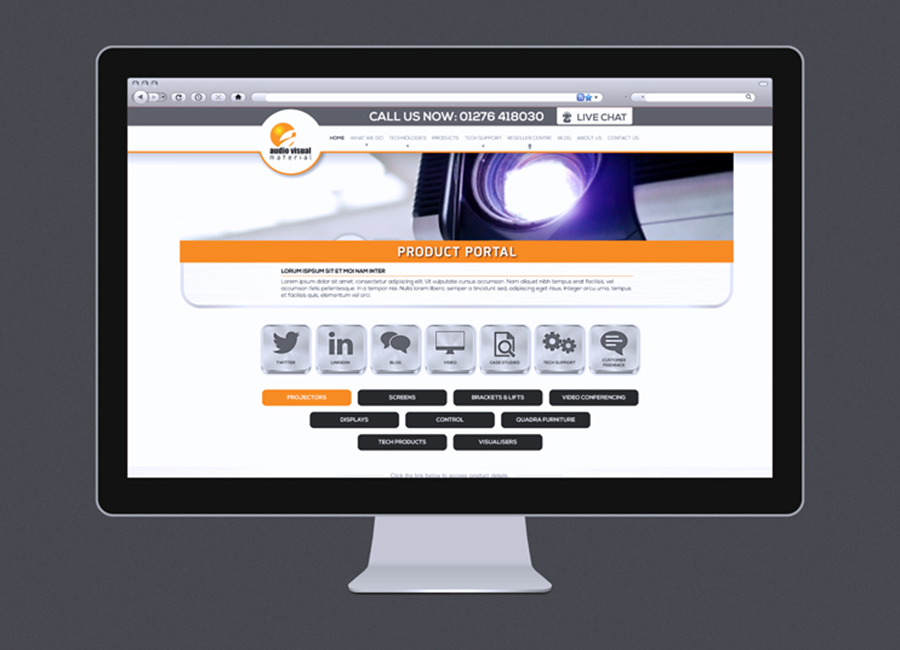 CALL US NOW: 01276 418030
LIVE CHAT
audio visual
material
HOME WHAT WE DO TECHNOLOGIES PRODUCTS TECH SUPPORT RESELLER CENTRE BLOG ABOUT US CONTACT US
PRODUCT PORTAL
LORUM ISPSUM SIT ET MOI NAM INTER
Lorem ipsum dolor sit amet, consectetur adipiscing elit. Ut vulputate cursus accumsan. Nam aliquet nibh tempus erat facilisis, vel
accumsan felis pellentesque. In a tempor nisi. Nulla lorem libero, semper a tincidunt sed, adipiscing eget risus. Integer arcu urna, tempus
et facilisis quis, elementum vel orci.
TWITTER
LINKEDIN
BLOG
VIDEO
CASE STUDIES
TECH SUPPORT
CUSTOMER
FEEDBACK
PROJECTORS
SCREENS
BRACKETS & LIFTS
VIDEO CONFERENCING
DISPLAYS
CONTROL
QUADRA FURNITURE
TECH PRODUCTS
VISUALISERS
Click the link below to access product details